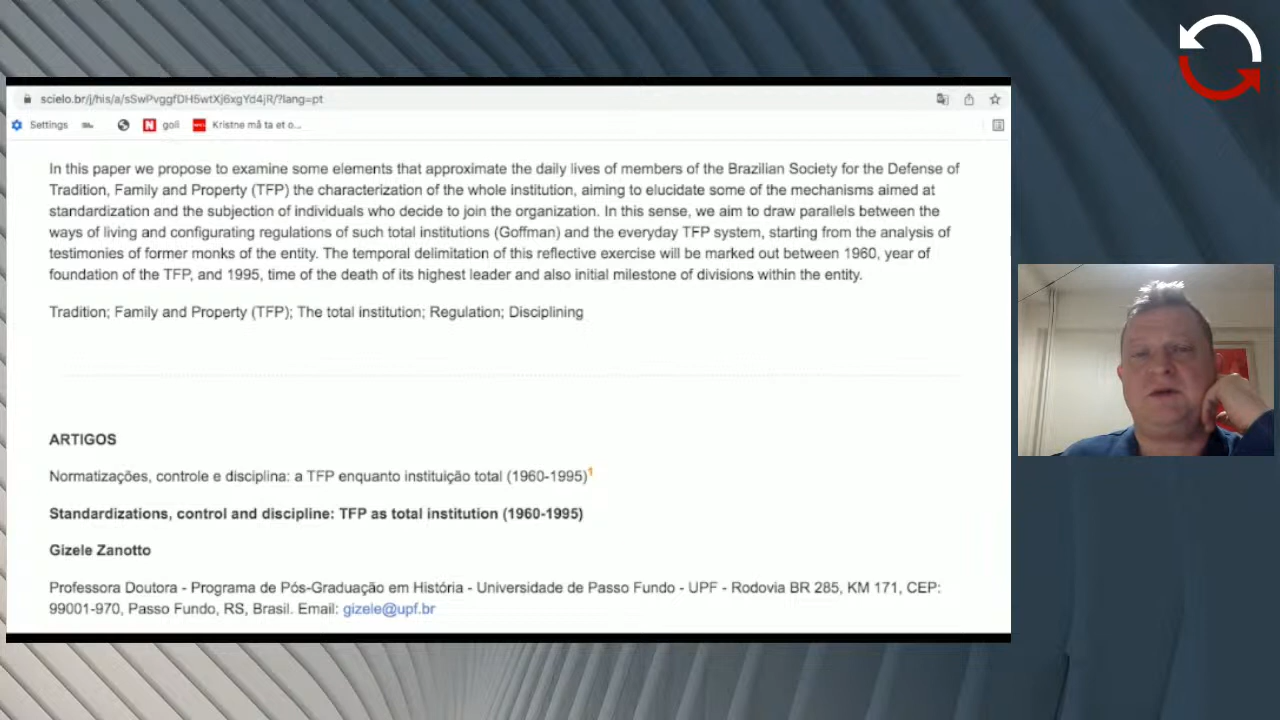 scielo.br/j/his/a/sSwPvggfDH5wtXj6xgYd4jR/?lang=pt
Settings
goli
Kristne må ta et o...
In this paper we propose to examine some elements that approximate the daily lives of members of the Brazilian Society for the Defense of
Tradition, Family and Property (TFP) the characterization of the whole institution, aiming to elucidate some of the mechanisms aimed at
standardization and the subjection of individuals who decide to join the organization. In this sense, we aim to draw parallels between the
ways of living and configurating regulations of such total institutions (Goffman) and the everyday TFP system, starting from the analysis of
testimonies of former monks of the entity. The temporal delimitation of this reflective exercise will be marked out between 1960, year of
foundation of the TFP, and 1995, time of the death of its highest leader and also initial milestone of divisions within the entity.
Tradition; Family and Property (TFP); The total institution; Regulation; Disciplining
ARTIGOS
Normatizações, controle e disciplina: a TFP enquanto instituição total (1960-1995)1
Standardizations, control and discipline: TFP as total institution (1960-1995)
Gizele Zanotto
Professora Doutora - Programa de Pós-Graduação em História - Universidade de Passo Fundo - UPF - Rodovia BR 285, KM 171, CEP:
99001-970, Passo Fundo, RS, Brasil. Email: gizele@upf.br